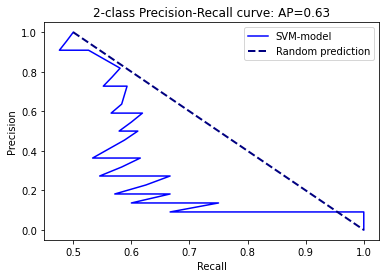 2-class Precision-Recall curve: AP=0.63
SVM-model
Random prediction
1.0
0.8
0.6
0.4
0.2
0.0
Precision
0.5
0.6
0.7
0.8
0.9
1.0
Recall